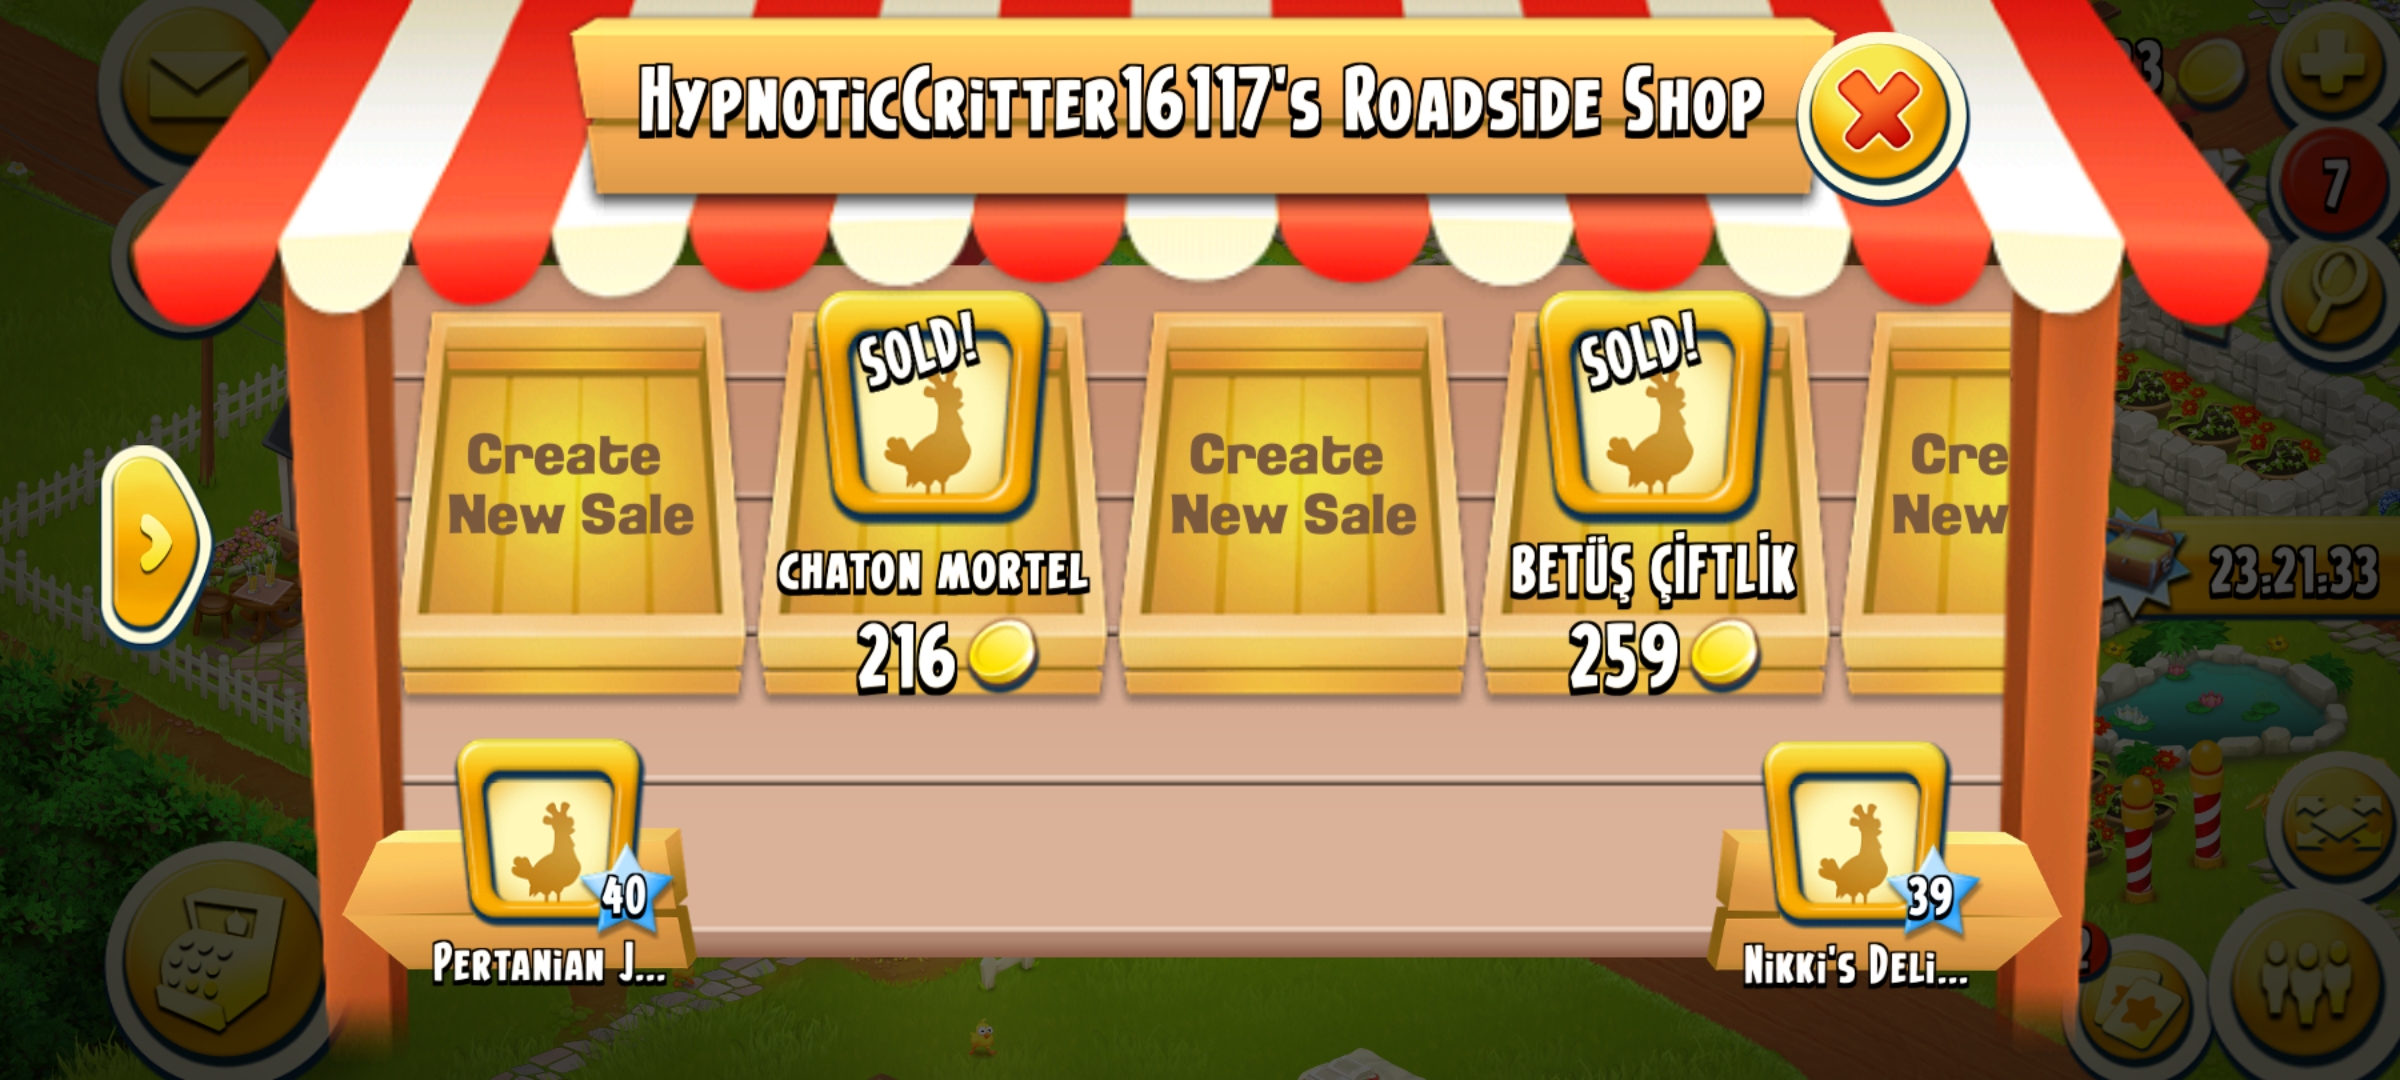 HypnoticCritter16117's Roadside Shop
7
SOLD!
SOLD!
Create
New Sale
Create
New Sale
Cre
New
CHATON MORTEL
BETÜŞ ÇİFTLİK
23:21:33
216
259
40
39
PERTANIAN J...
NIKKI'S DELI...
2